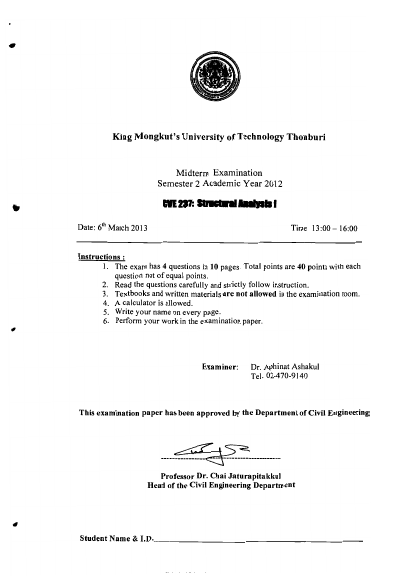 King Mongkut's University of Technology Thonburi
Midterm Examination
Semester 2 Academic Year 2012
CVE 237: Structural Analysis I
Date: 6th March 2013 Time 13:00 – 16:00
Instructions :
1. The exam has 4 questions in 10 pages Total points are 40 points with each
question not of equal points.
2. Read the questions carefully and strictly follow instruction.
3. Textbooks and written materials are not allowed in the examination room.
4. A calculator is allowed.
5. Write your name on every page.
6. Perform your work in the examination paper.
Examiner: Dr. Aphinat Ashakul
Tel. 02-470-9140
This examination paper has been approved by the Department of Civil Engineering
Professor Dr. Chai Jaturapitakkul
Head of the Civil Engineering Department
Student Name & I.D.